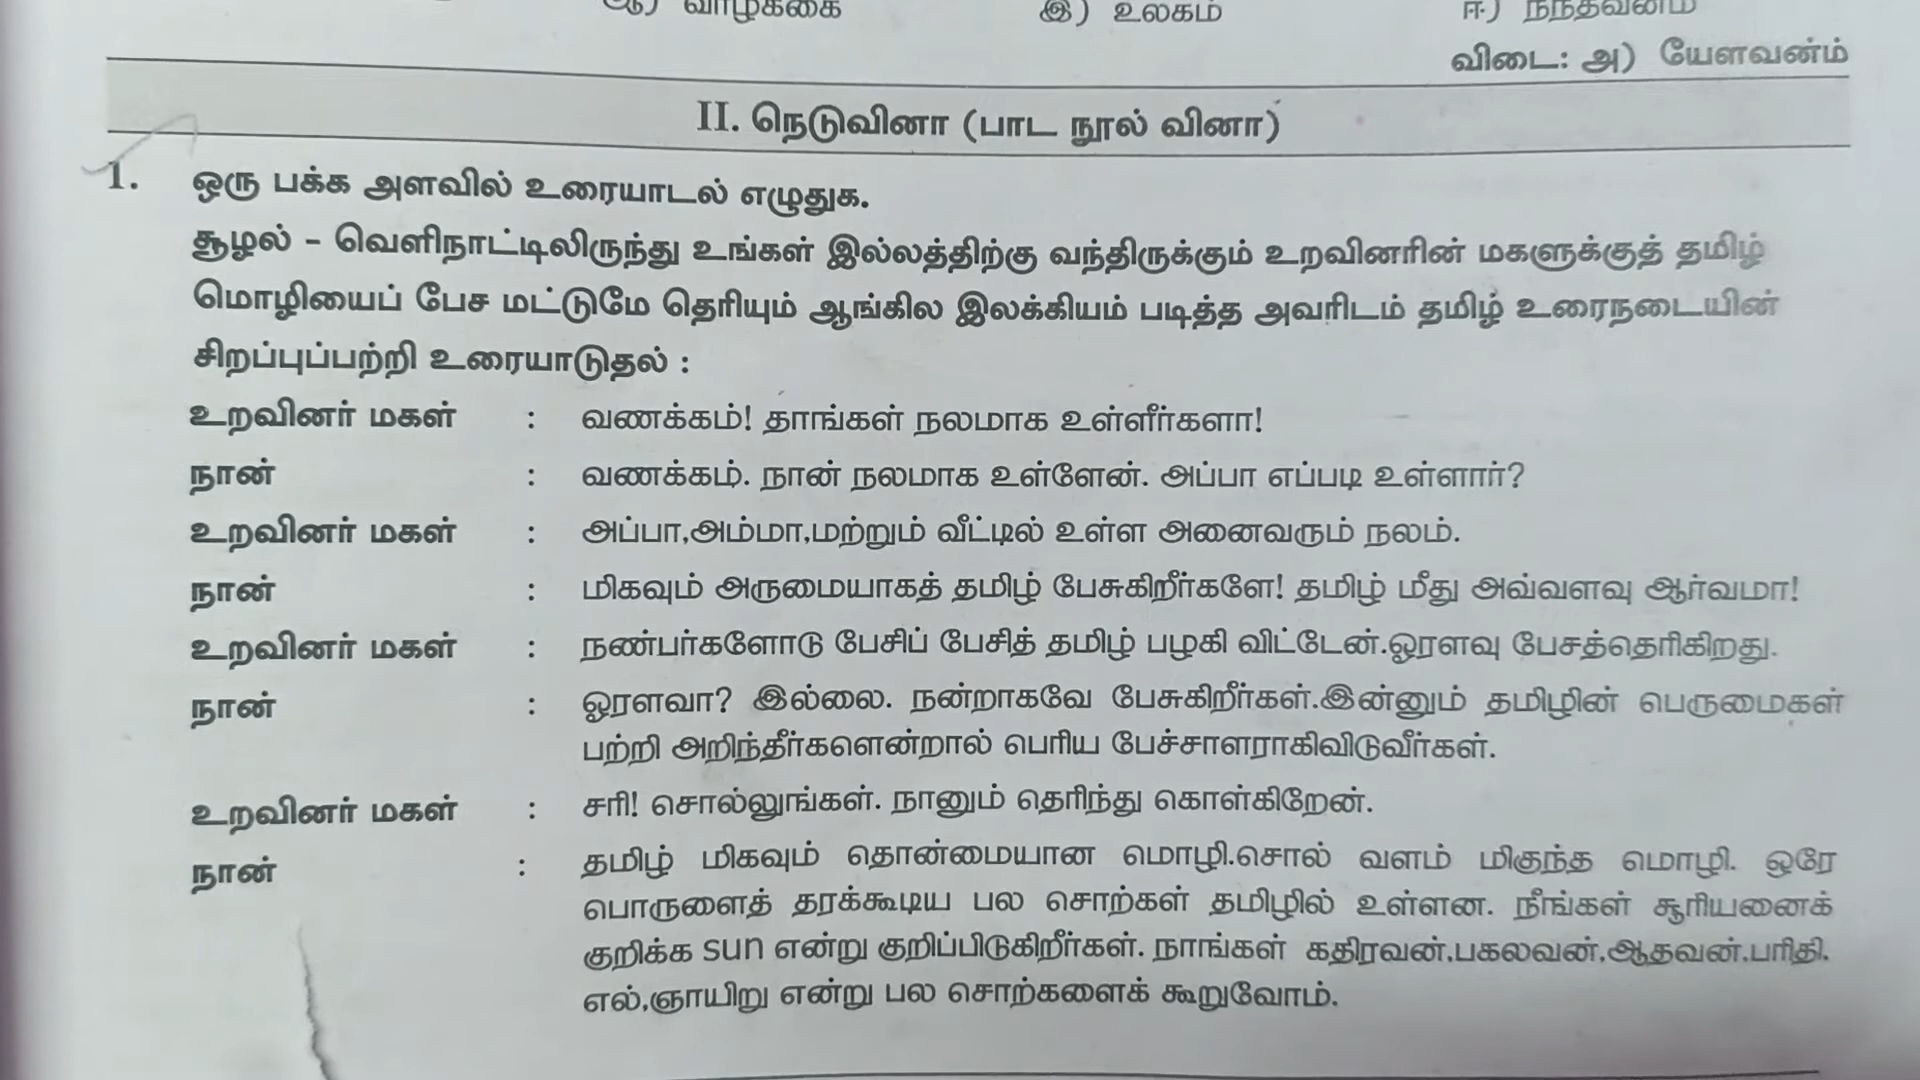 ஆ) வாழ்க்கை இ) உலகம் ஈ) நந்தவனம்
விடை: அ) யேளவனம்
II. நெடுவினா (பாட நூல் வினா)
1. ஒரு பக்க அளவில் உரையாடல் எழுதுக.
சூழல் – வெளிநாட்டிலிருந்து உங்கள் இல்லத்திற்கு வந்திருக்கும் உறவினரின் மகளுக்குத் தமிழ்
மொழியைப் பேச மட்டுமே தெரியும் ஆங்கில இலக்கியம் படித்த அவரிடம் தமிழ் உரைநடையின்
சிறப்புப்பற்றி உரையாடுதல் :
உறவினர் மகள் : வணக்கம்! தாங்கள் நலமாக உள்ளீர்களா!
நான் : வணக்கம். நான் நலமாக உள்ளேன். அப்பா எப்படி உள்ளார்?
உறவினர் மகள் : அப்பா,அம்மா,மற்றும் வீட்டில் உள்ள அனைவரும் நலம்.
நான் : மிகவும் அருமையாகத் தமிழ் பேசுகிறீர்களே! தமிழ் மீது அவ்வளவு ஆர்வமா!
உறவினர் மகள் : நண்பர்களோடு பேசிப் பேசித் தமிழ் பழகி விட்டேன்.ஓரளவு பேசத்தெரிகிறது.
நான் : ஓரளவா? இல்லை. நன்றாகவே பேசுகிறீர்கள்.இன்னும் தமிழின் பெருமைகள்
பற்றி அறிந்தீர்களென்றால் பெரிய பேச்சாளராகிவிடுவீர்கள்.
உறவினர் மகள் : சரி! சொல்லுங்கள். நானும் தெரிந்து கொள்கிறேன்.
நான் : தமிழ் மிகவும் தொன்மையான மொழி.சொல் வளம் மிகுந்த மொழி. ஒரே
பொருளைத் தரக்கூடிய பல சொற்கள் தமிழில் உள்ளன. நீங்கள் சூரியனைக்
குறிக்க sun என்று குறிப்பிடுகிறீர்கள். நாங்கள் கதிரவன்,பகலவன்,ஆதவன்,பரிதி,
எல்,ஞாயிறு என்று பல சொற்களைக் கூறுவோம்.